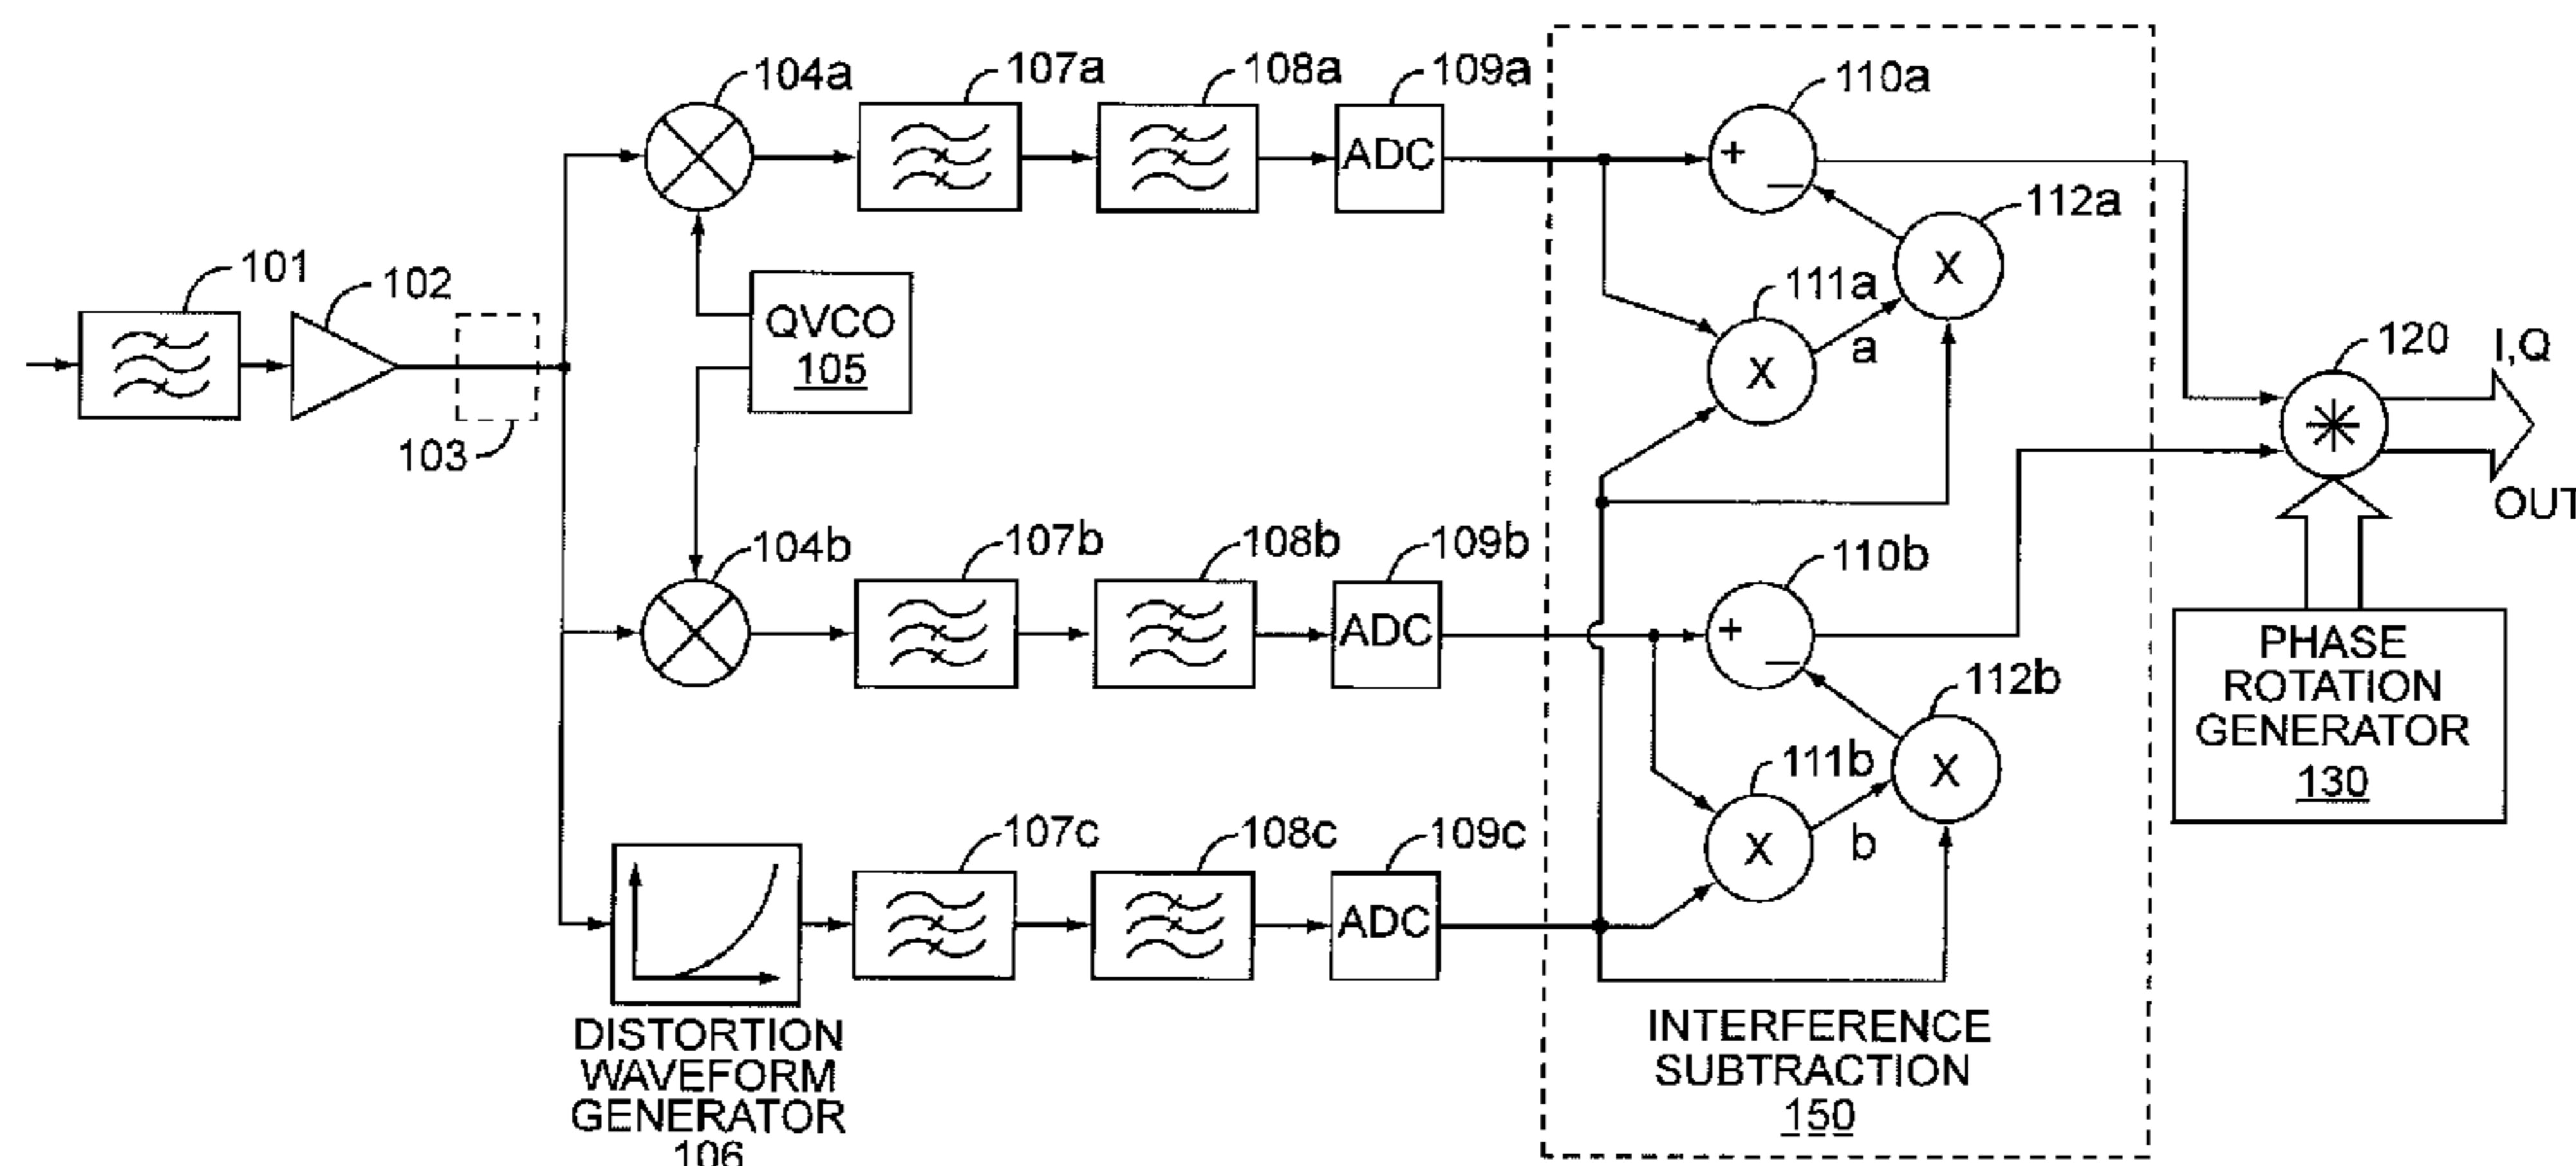 104a
107a
108a
109a
110a
ADC
+
–
112a
X
101
102
103
QVCO
105
111a
X
a
120
I,Q
OUT
104b
107b
108b
109b
110b
ADC
+
–
112b
X
PHASE
ROTATION
GENERATOR
130
111b
X
b
107c
108c
109c
ADC
DISTORTION
WAVEFORM
GENERATOR
106
INTERFERENCE
SUBTRACTION
150